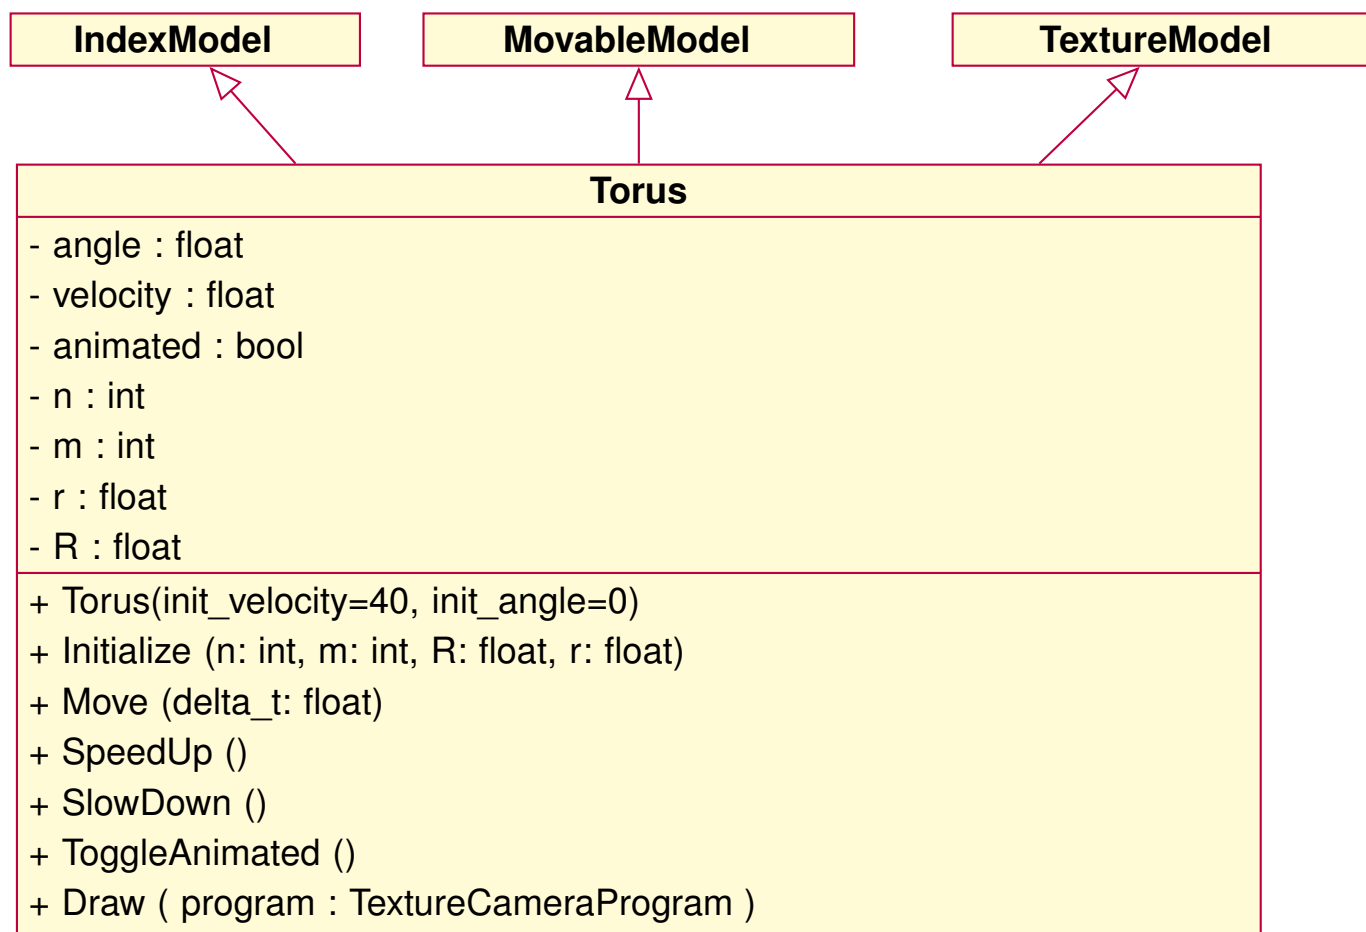 IndexModel
MovableModel
TextureModel
Torus
- angle : float
- velocity : float
- animated : bool
- n : int
- m : int
- r : float
- R : float
+ Torus(init_velocity=40, init_angle=0)
+ Initialize (n: int, m: int, R: float, r: float)
+ Move (delta_t: float)
+ SpeedUp ()
+ SlowDown ()
+ ToggleAnimated ()
+ Draw ( program : TextureCameraProgram )